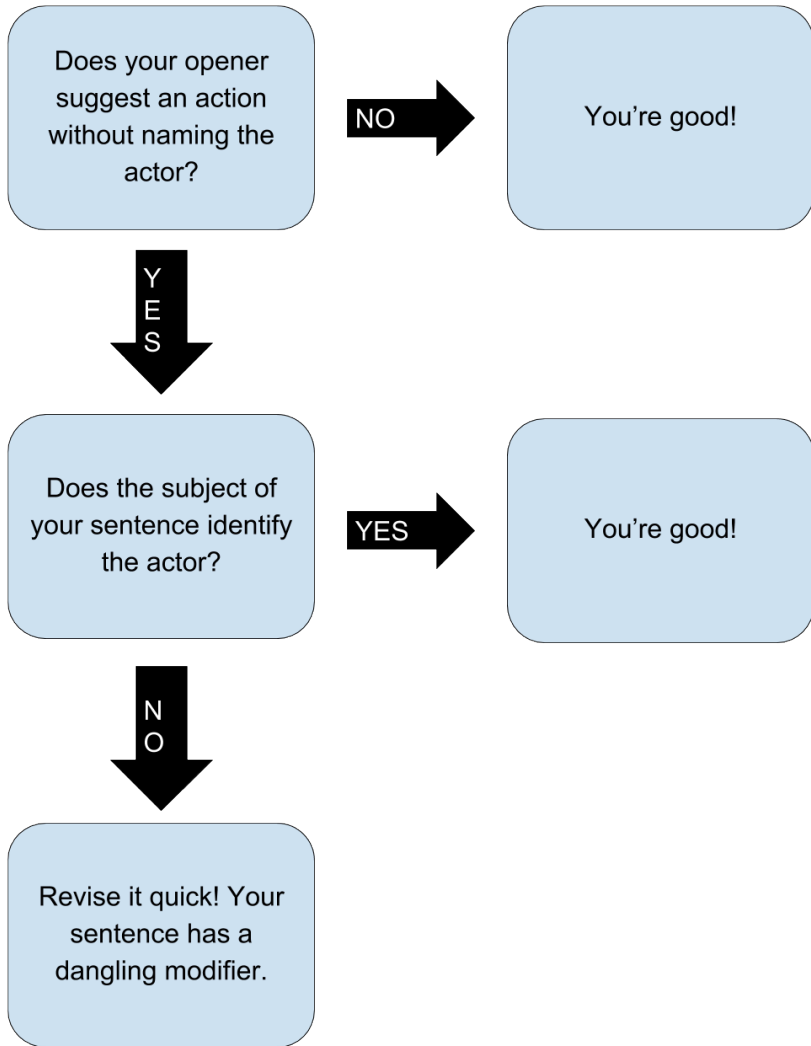 Does your opener
suggest an action
without naming the
actor?
NO
You're good!
Y
E
S
Does the subject of
your sentence identify
the actor?
YES
You're good!
N
O
Revise it quick! Your
sentence has a
dangling modifier.